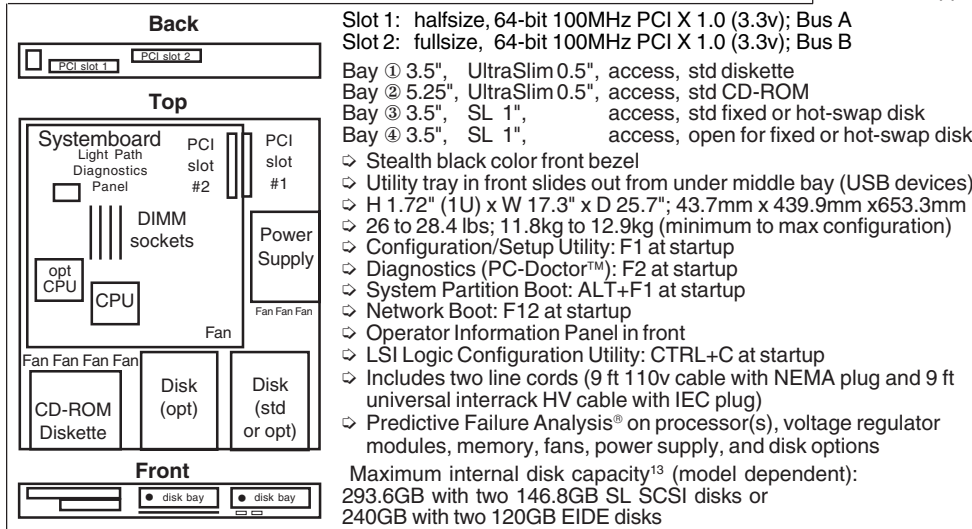 Back
PCI slot 1
PCI slot 2
Top
Systemboard
Light Path
Diagnostics
Panel
PCI
slot
#2
PCI
slot
#1
DIMM
sockets
Power
Supply
opt
CPU
CPU
Fan Fan Fan
Fan
Fan Fan Fan Fan
CD-ROM
Diskette
Disk
(opt)
Disk
(std
or opt)
Front
disk bay
disk bay
Slot 1: halfsize, 64-bit 100MHz PCI X 1.0 (3.3v); Bus A
Slot 2: fullsize, 64-bit 100MHz PCI X 1.0 (3.3v); Bus B
Bay ① 3.5", UltraSlim 0.5", access, std diskette
Bay ② 5.25", UltraSlim 0.5", access, std CD-ROM
Bay ③ 3.5", SL 1", access, std fixed or hot-swap disk
Bay ④ 3.5", SL 1", access, open for fixed or hot-swap disk
➭ Stealth black color front bezel
➭ Utility tray in front slides out from under middle bay (USB devices)
➭ H 1.72" (1U) x W 17.3" x D 25.7"; 43.7mm x 439.9mm x653.3mm
➭ 26 to 28.4 lbs; 11.8kg to 12.9kg (minimum to max configuration)
➭ Configuration/Setup Utility: F1 at startup
➭ Diagnostics (PC-Doctor™): F2 at startup
➭ System Partition Boot: ALT+F1 at startup
➭ Network Boot: F12 at startup
➭ Operator Information Panel in front
➭ LSI Logic Configuration Utility: CTRL+C at startup
➭ Includes two line cords (9 ft 110v cable with NEMA plug and 9 ft
universal interrack HV cable with IEC plug)
➭ Predictive Failure Analysis® on processor(s), voltage regulator
modules, memory, fans, power supply, and disk options
Maximum internal disk capacity¹³ (model dependent):
293.6GB with two 146.8GB SL SCSI disks or
240GB with two 120GB EIDE disks